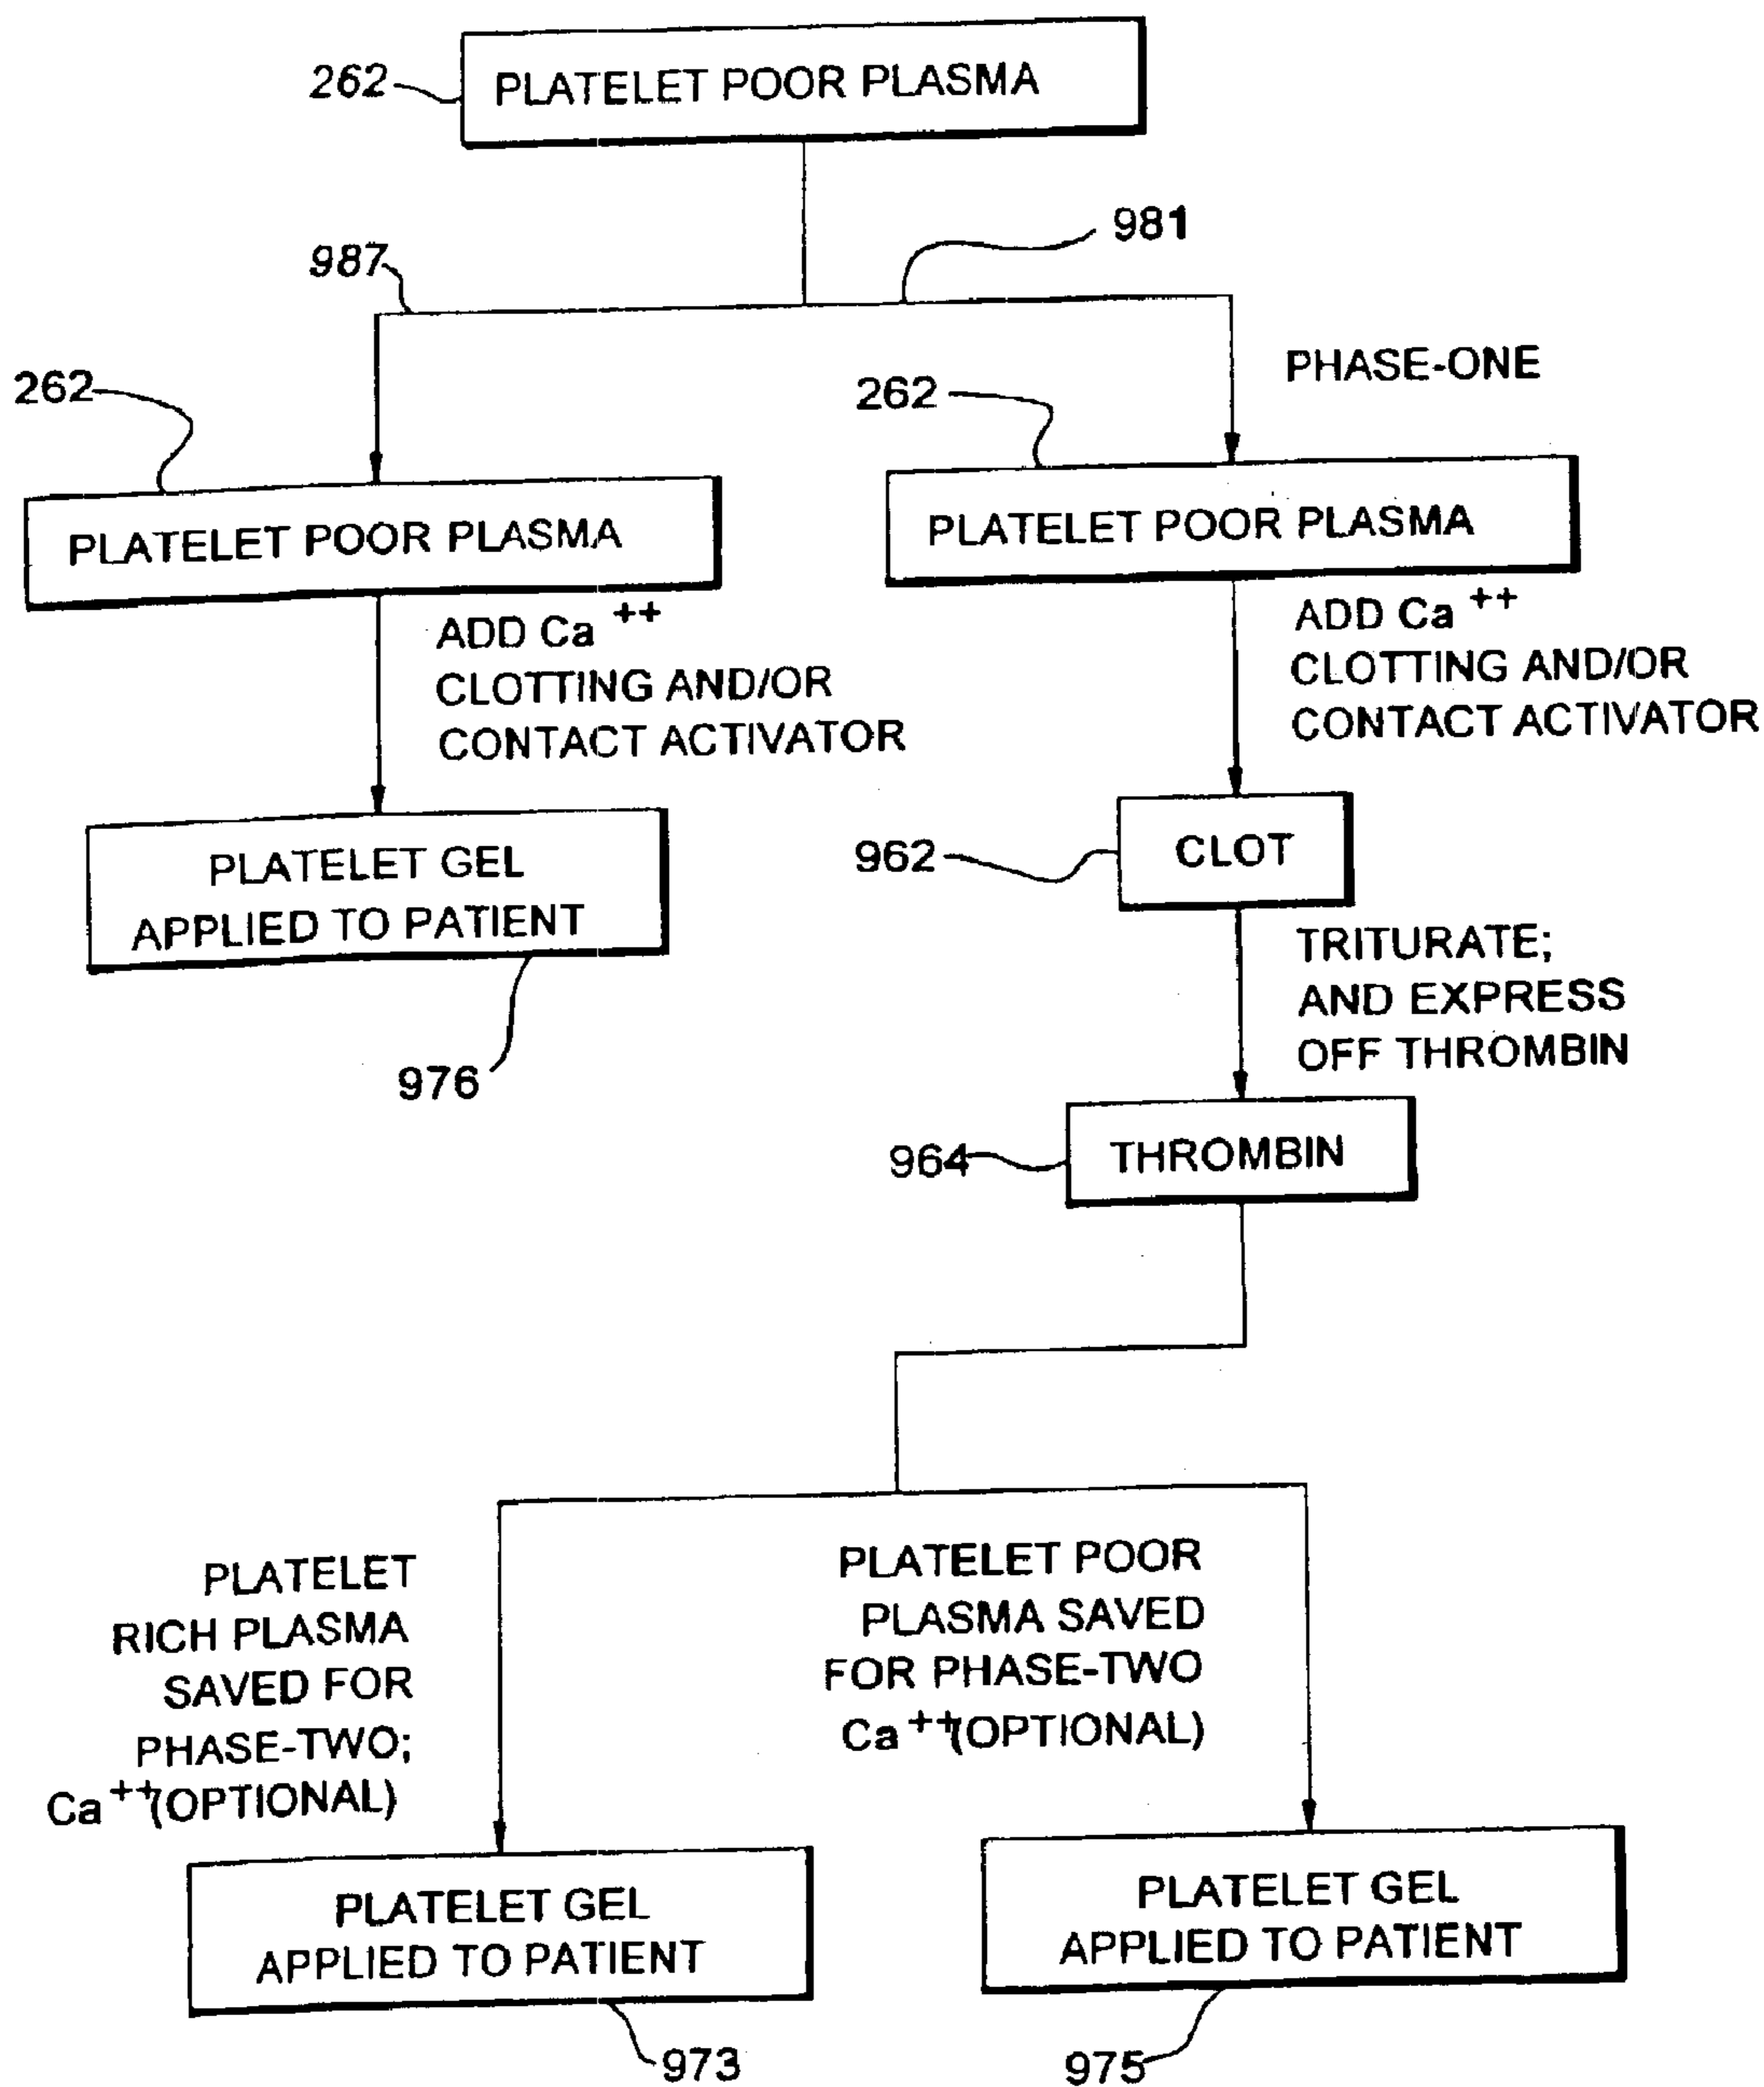 262
PLATELET POOR PLASMA
987
981
PHASE-ONE
262
PLATELET POOR PLASMA
262
PLATELET POOR PLASMA
ADD Ca ++
CLOTTING AND/OR
CONTACT ACTIVATOR
ADD Ca ++
CLOTTING AND/OR
CONTACT ACTIVATOR
PLATELET GEL
APPLIED TO PATIENT
976
962
CLOT
TRITURATE;
AND EXPRESS
OFF THROMBIN
964
THROMBIN
PLATELET
RICH PLASMA
SAVED FOR
PHASE-TWO;
Ca ++(OPTIONAL)
PLATELET POOR
PLASMA SAVED
FOR PHASE-TWO
Ca ++(OPTIONAL)
PLATELET GEL
APPLIED TO PATIENT
973
PLATELET GEL
APPLIED TO PATIENT
975